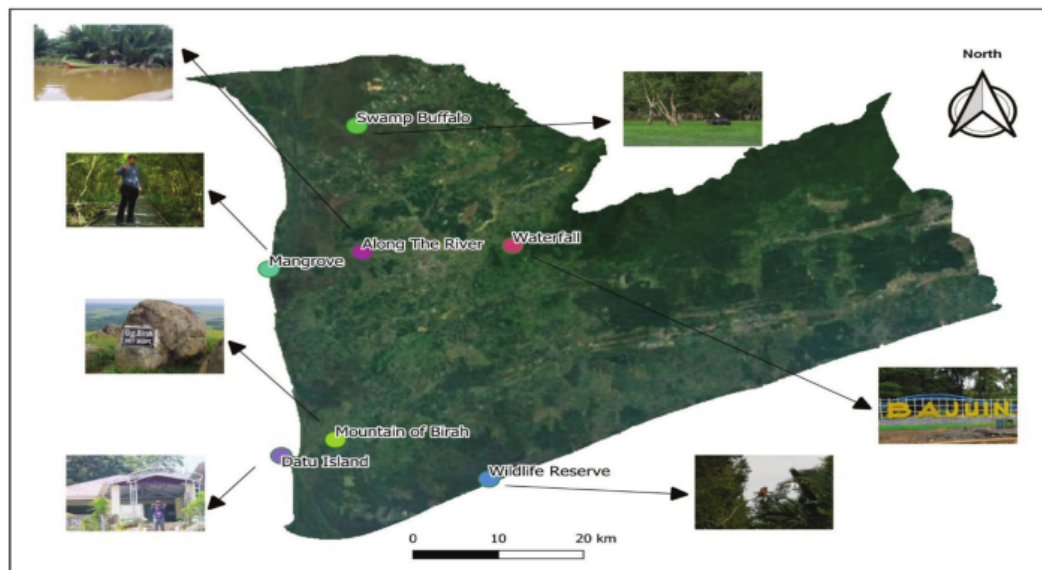 North
Swamp Buffalo
Along The River
Waterfall
Mangrove
Mountain of Birah
Datu Island
Wildlife Reserve
BAJUIN
0 10 20 km